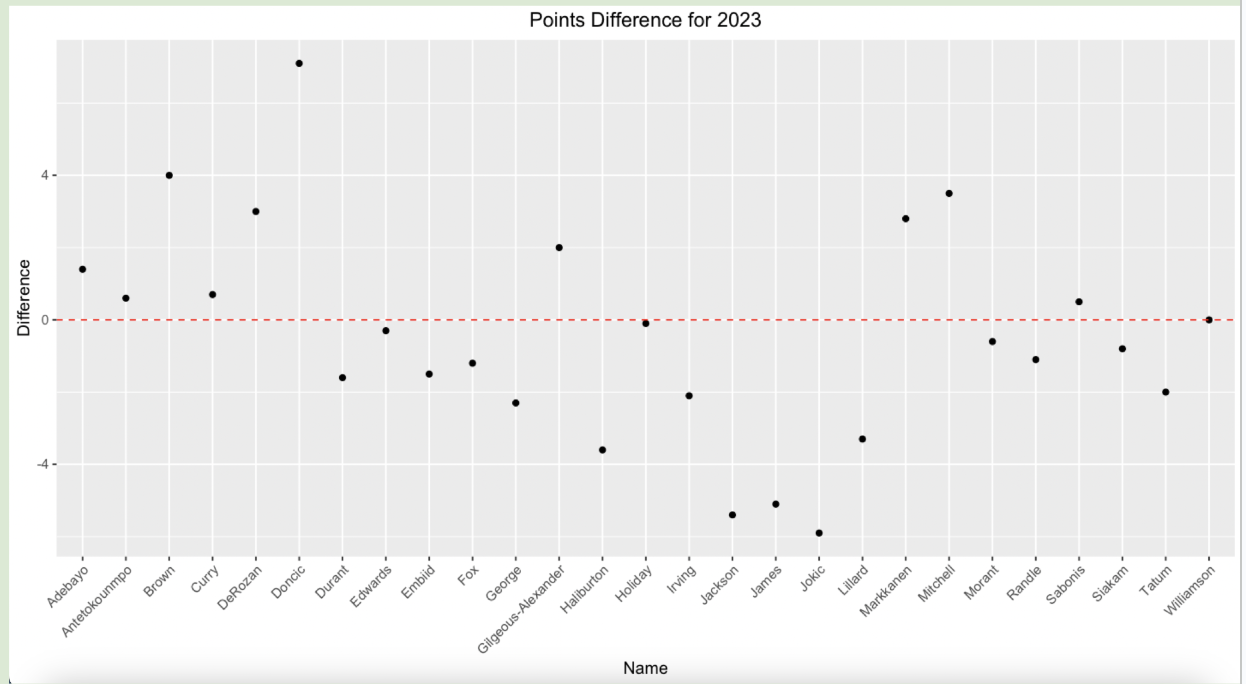 Points Difference for 2023
Difference
4
0
-4
Adebayo
Antetokounmpo
Brown
Curry
DeRozan
Doncic
Durant
Edwards
Embiid
Fox
George
Gilgeous-Alexander
Haliburton
Holiday
Irving
Jackson
James
Jokic
Lillard
Markkanen
Mitchell
Morant
Randle
Sabonis
Siakam
Tatum
Williamson
Name